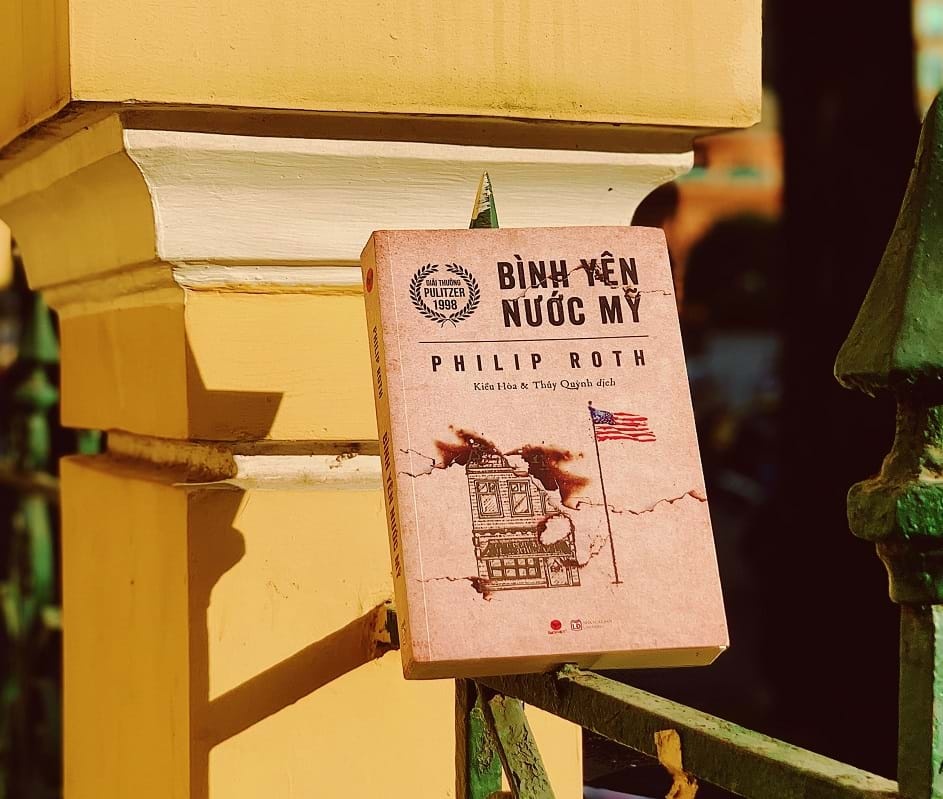 GIẢI THƯỞNG
PULITZER
1998
BÌNH YÊN
NƯỚC MỸ
PHILIP ROTH
Kiều Hòa & Thúy Quỳnh dịch
PHILIP ROTH
BÌNH YÊN NƯỚC MỸ